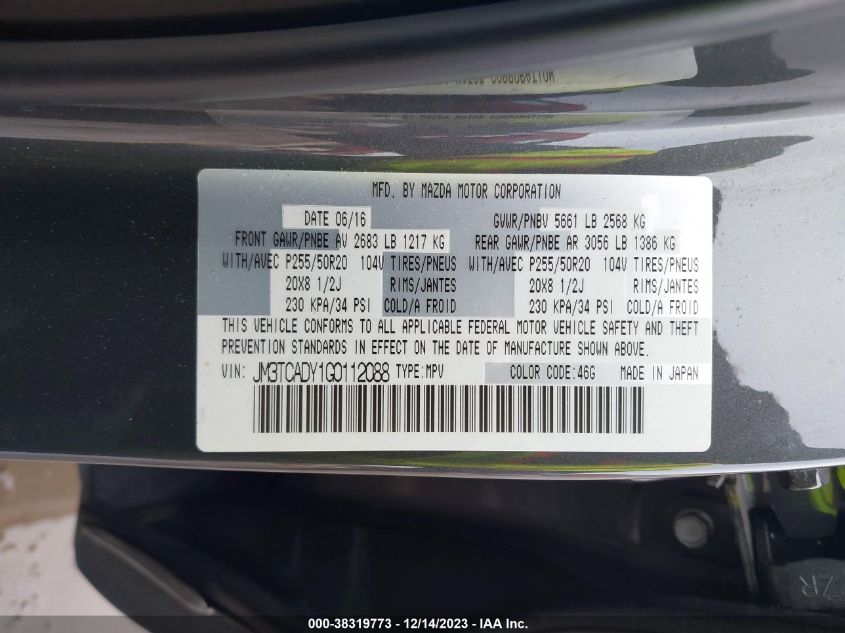 MFD. BY MAZDA MOTOR CORPORATION
DATE 06/16 GVWR/PNBV 5661 LB 2568 KG
FRONT GAWR/PNBE AV 2683 LB 1217 KG REAR GAWR/PNBE AR 3056 LB 1386 KG
WITH/AVEC P255/50R20 104V TIRES/PNEUS WITH/AVEC P255/50R20 104V TIRES/PNEUS
20X8 1/2J RIMS/JANTES 20X8 1/2J RIMS/JANTES
230 KPA/34 PSI COLD/A FROID 230 KPA/34 PSI COLD/A FROID
THIS VEHICLE CONFORMS TO ALL APPLICABLE FEDERAL MOTOR VEHICLE SAFETY AND THEFT
PREVENTION STANDARDS IN EFFECT ON THE DATE OF MANUFACTURE SHOWN ABOVE.
VIN: JM3TCADY1G0112088 TYPE:MPV COLOR CODE:46G MADE IN JAPAN
ZR
000-38319773 - 12/14/2023 - IAA Inc.